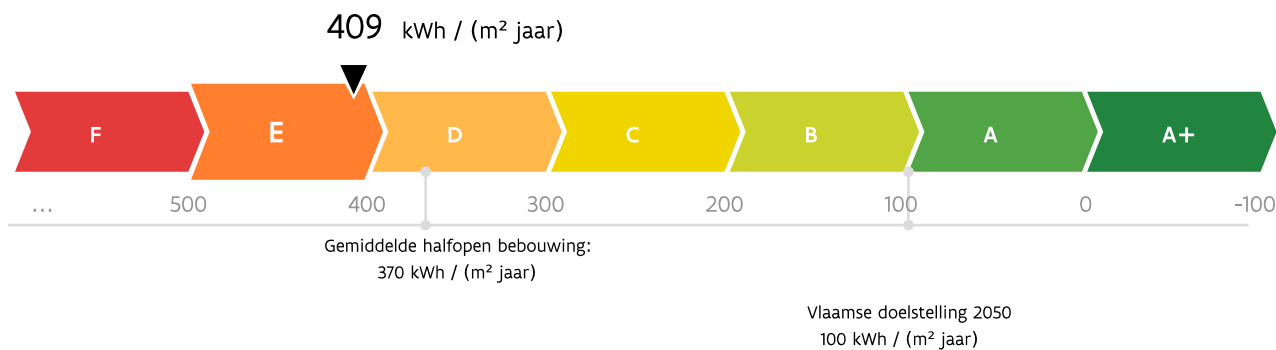 409 kWh / (m² jaar)
F E D C B A A+
... 500 400 300 200 100 0 -100
Gemiddelde halfopen bebouwing:
370 kWh / (m² jaar)
Vlaamse doelstelling 2050
100 kWh / (m² jaar)